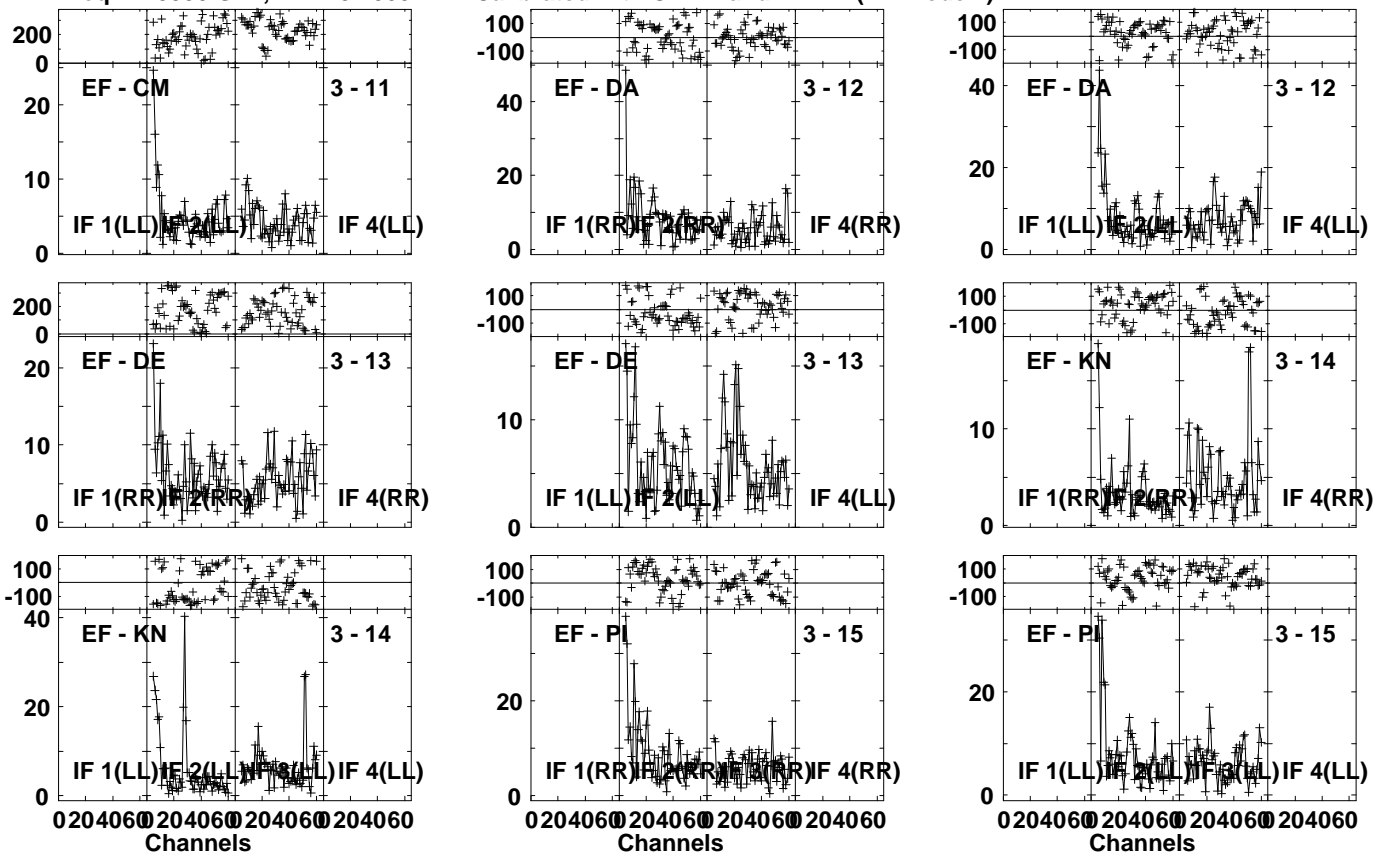 200
0
EF - CM
3 - 11
20
10
0
IF 1(LL) IF 2(LL) IF 4(LL)
100
-100
EF - DA
3 - 12
40
20
0
IF 1(RR) IF 2(RR) IF 4(RR)
100
-100
EF - DA
3 - 12
40
20
0
IF 1(LL) IF 2(LL) IF 4(LL)
200
0
EF - DE
3 - 13
20
10
0
IF 1(RR) IF 2(RR) IF 4(RR)
100
-100
EF - DE
3 - 13
10
0
IF 1(LL) IF 2(LL) IF 4(LL)
100
-100
EF - KN
3 - 14
10
0
IF 1(RR) IF 2(RR) IF 4(RR)
100
-100
EF - KN
3 - 14
40
20
0
IF 1(LL) IF 2(LL) IF 3(LL) IF 4(LL)
0 20 40 60 0 20 40 60 0 20 40 60 0 20 40 60
Channels
100
-100
EF - PI
3 - 15
20
0
IF 1(RR) IF 2(RR) IF 3(RR) IF 4(RR)
0 20 40 60 0 20 40 60 0 20 40 60 0 20 40 60
Channels
100
-100
EF - PI
3 - 15
20
0
IF 1(LL) IF 2(LL) IF 3(LL) IF 4(LL)
0 20 40 60 0 20 40 60 0 20 40 60 0 20 40 60
Channels